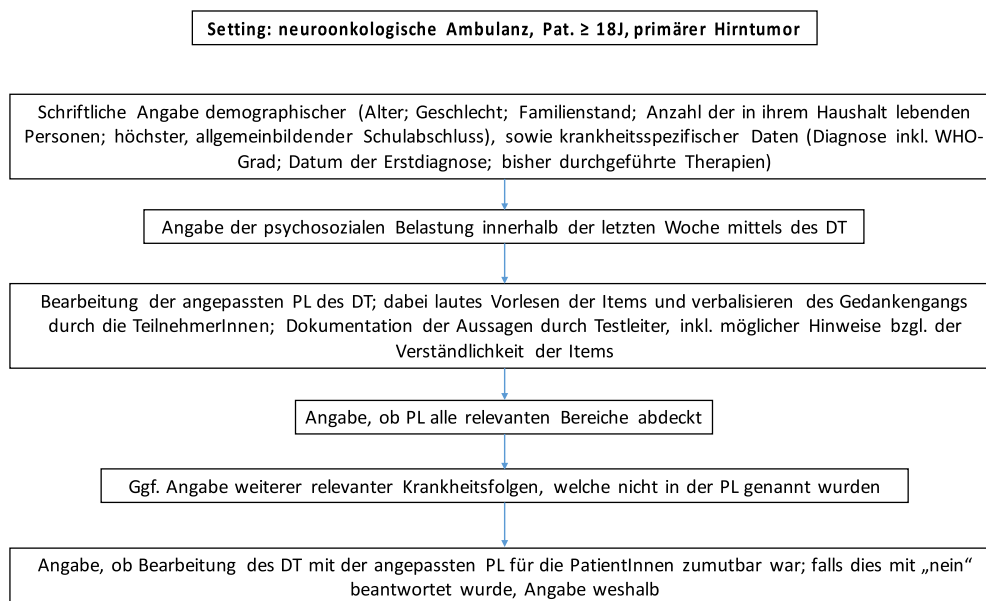 Setting: neuroonkologische Ambulanz, Pat. ≥ 18J, primärer Hirntumor
Schriftliche Angabe demographischer (Alter; Geschlecht; Familienstand; Anzahl der in ihrem Haushalt lebenden
Personen; höchster, allgemeinbildender Schulabschluss), sowie krankheitsspezifischer Daten (Diagnose inkl. WHO-
Grad; Datum der Erstdiagnose; bisher durchgeführte Therapien)
Angabe der psychosozialen Belastung innerhalb der letzten Woche mittels des DT
Bearbeitung der angepassten PL des DT; dabei lautes Vorlesen der Items und verbalisieren des Gedankengangs
durch die TeilnehmerInnen; Dokumentation der Aussagen durch Testleiter, inkl. möglicher Hinweise bzgl. der
Verständlichkeit der Items
Angabe, ob PL alle relevanten Bereiche abdeckt
Ggf. Angabe weiterer relevanter Krankheitsfolgen, welche nicht in der PL genannt wurden
Angabe, ob Bearbeitung des DT mit der angepassten PL für die PatientInnen zumutbar war; falls dies mit „nein“
beantwortet wurde, Angabe weshalb